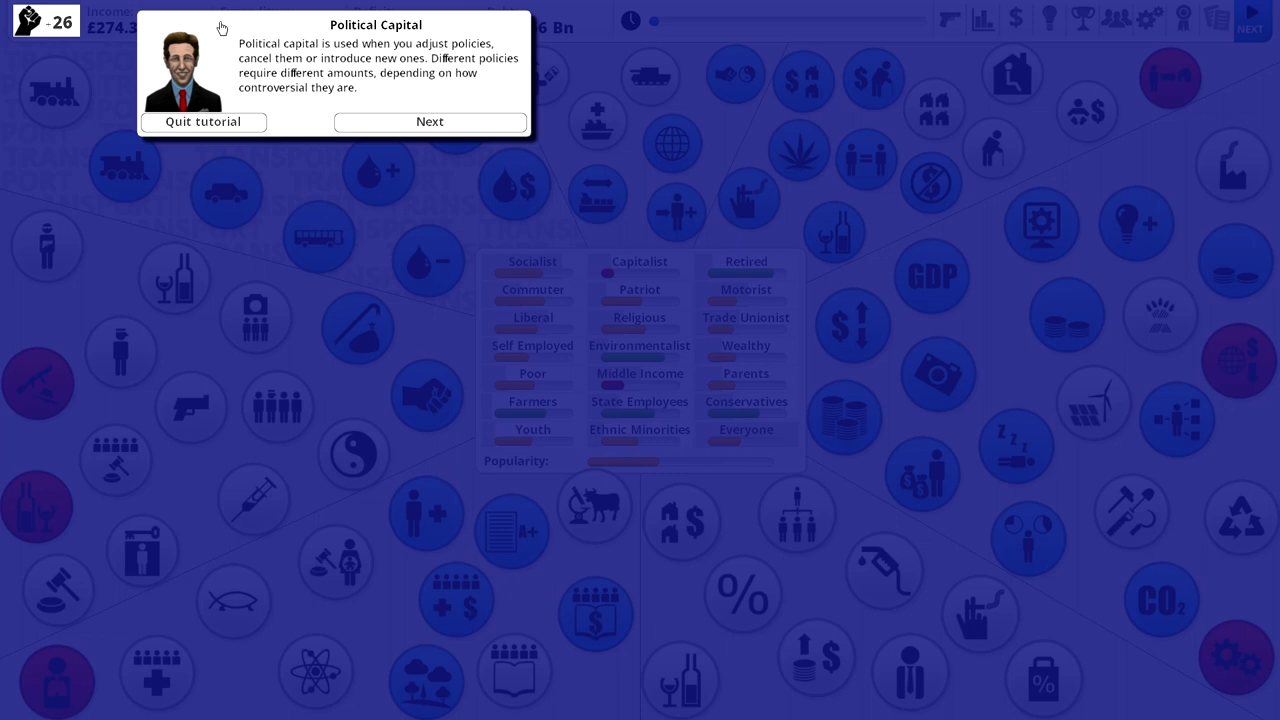 +26
Income:
£274.3
6 Bn
NEXT
Political Capital
Political capital is used when you adjust policies,
cancel them or introduce new ones. Different policies
require different amounts, depending on how
controversial they are.
Quit tutorial
Next
TRANSPORT
GDP
Socialist
Capitalist
Retired
Commuter
Patriot
Motorist
Liberal
Religious
Trade Unionist
Self Employed
Environmentalist
Wealthy
Poor
Middle Income
Parents
Farmers
State Employees
Conservatives
Youth
Ethnic Minorities
Everyone
Popularity:
A+
%
CO₂
%